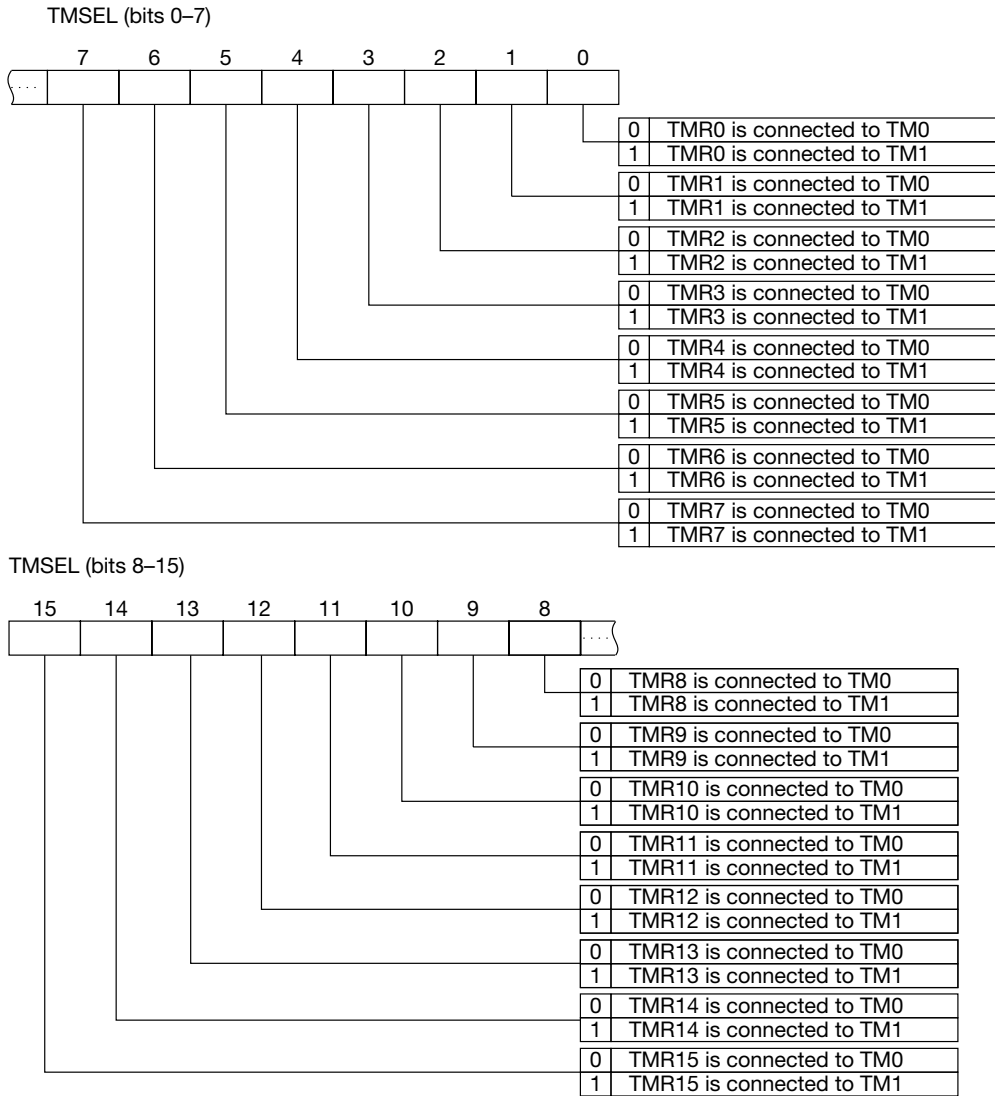 TMSEL (bits 0–7)
7 6 5 4 3 2 1 0
....
0 TMR0 is connected to TM0
1 TMR0 is connected to TM1
0 TMR1 is connected to TM0
1 TMR1 is connected to TM1
0 TMR2 is connected to TM0
1 TMR2 is connected to TM1
0 TMR3 is connected to TM0
1 TMR3 is connected to TM1
0 TMR4 is connected to TM0
1 TMR4 is connected to TM1
0 TMR5 is connected to TM0
1 TMR5 is connected to TM1
0 TMR6 is connected to TM0
1 TMR6 is connected to TM1
0 TMR7 is connected to TM0
1 TMR7 is connected to TM1
TMSEL (bits 8–15)
15 14 13 12 11 10 9 8
....
0 TMR8 is connected to TM0
1 TMR8 is connected to TM1
0 TMR9 is connected to TM0
1 TMR9 is connected to TM1
0 TMR10 is connected to TM0
1 TMR10 is connected to TM1
0 TMR11 is connected to TM0
1 TMR11 is connected to TM1
0 TMR12 is connected to TM0
1 TMR12 is connected to TM1
0 TMR13 is connected to TM0
1 TMR13 is connected to TM1
0 TMR14 is connected to TM0
1 TMR14 is connected to TM1
0 TMR15 is connected to TM0
1 TMR15 is connected to TM1